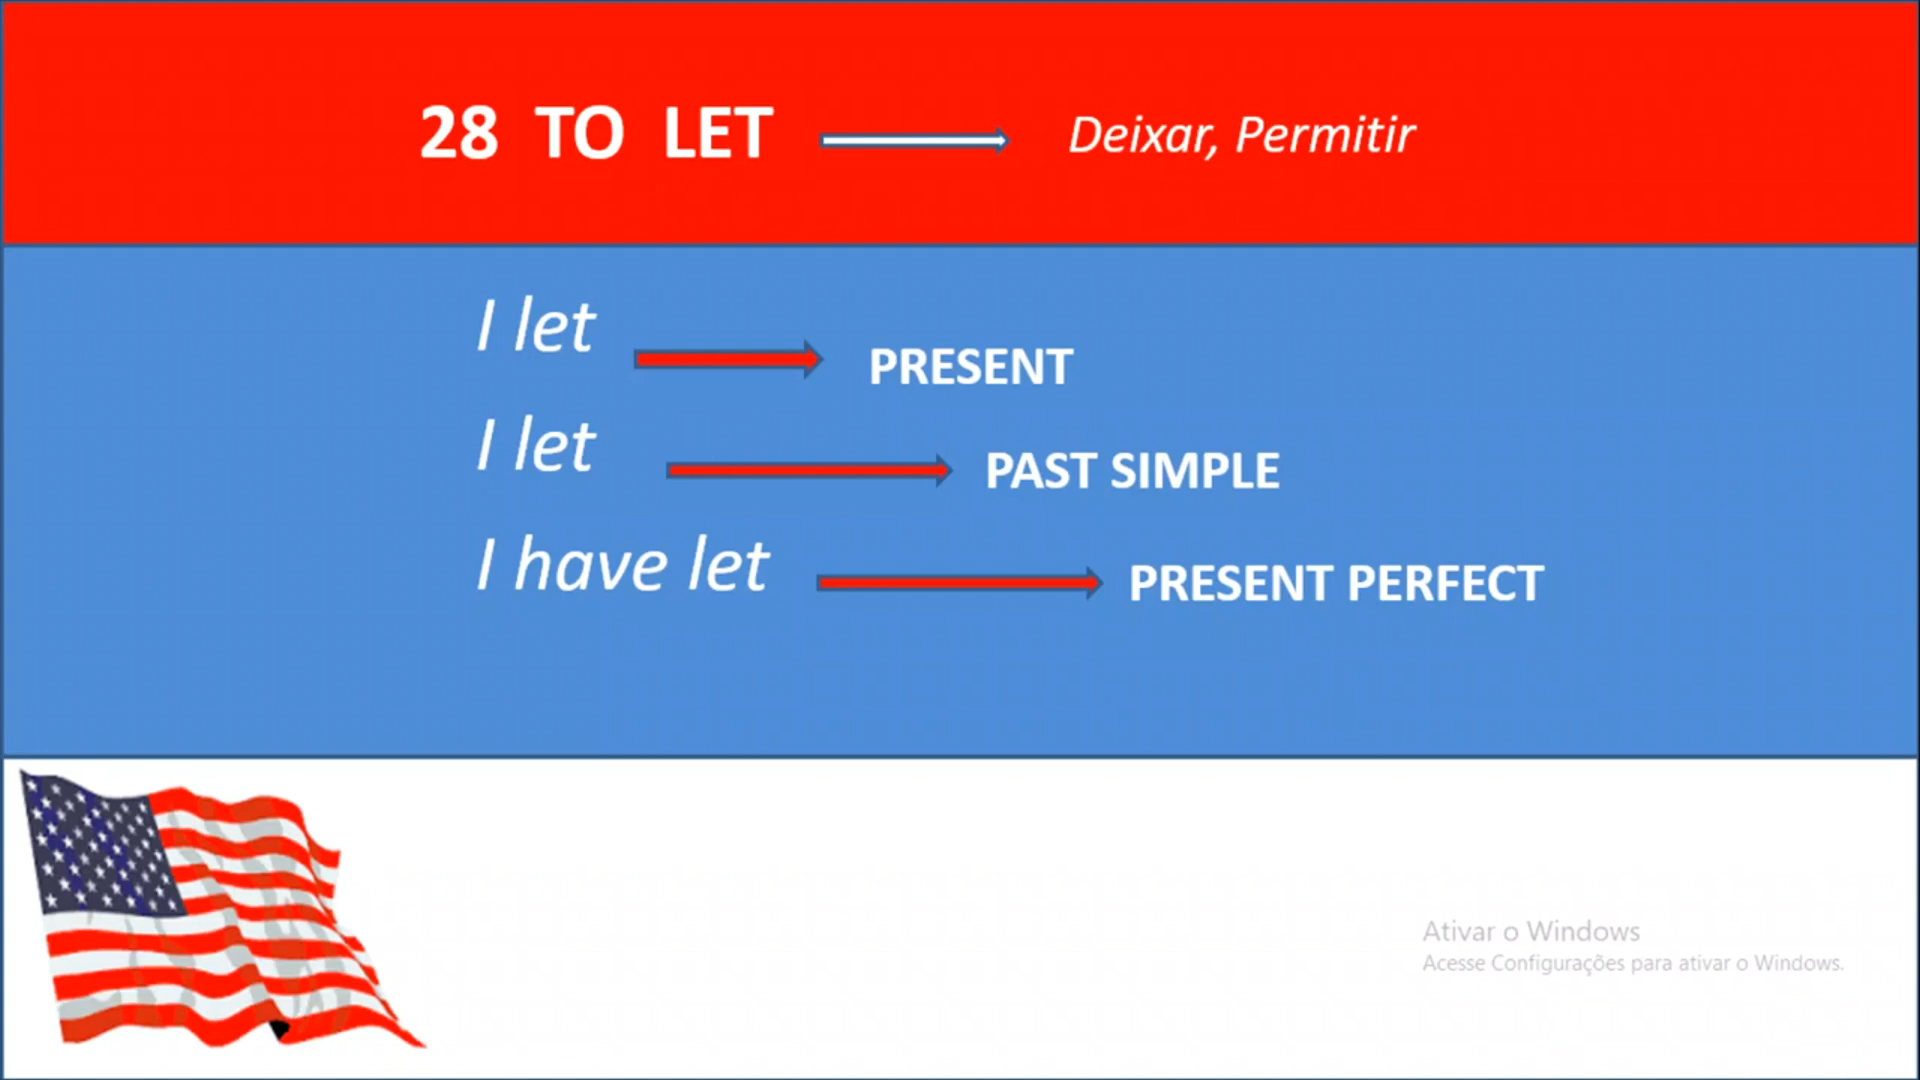 28 TO LET Deixar, Permitir
I let PRESENT
I let PAST SIMPLE
I have let PRESENT PERFECT
Ativar o Windows
Acesse Configurações para ativar o Windows.